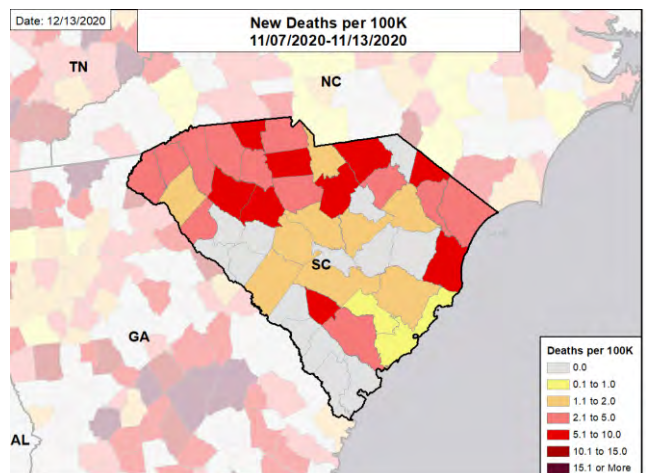 Date: 12/13/2020
New Deaths per 100K
11/07/2020-11/13/2020
TN
NC
SC
GA
AL
Deaths per 100K
0.0
0.1 to 1.0
1.1 to 2.0
2.1 to 5.0
5.1 to 10.0
10.1 to 15.0
15.1 or More